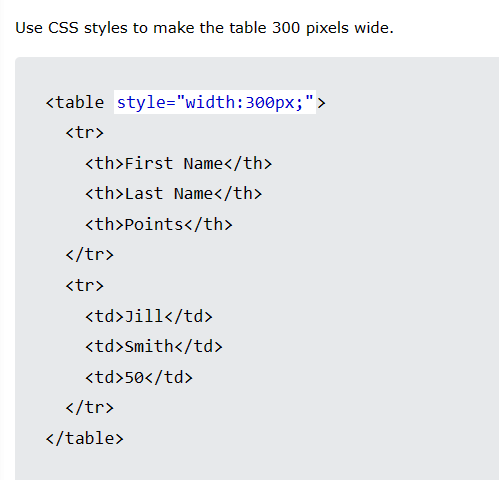 Use CSS styles to make the table 300 pixels wide.
<table style="width:300px;">
<tr>
<th>First Name</th>
<th>Last Name</th>
<th>Points</th>
</tr>
<tr>
<td>Jill</td>
<td>Smith</td>
<td>50</td>
</tr>
</table>